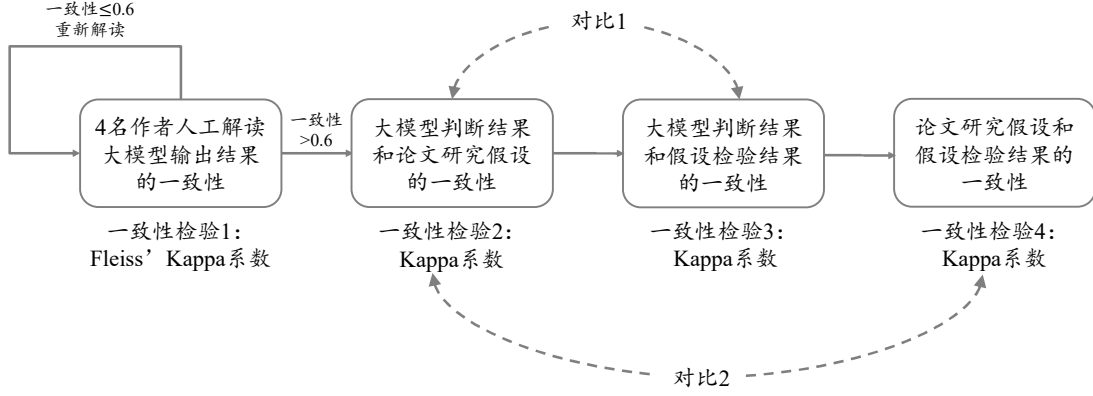 一致性≤0.6
重新解读
对比1
4名作者人工解读
大模型输出结果
的一致性
一致性
>0.6
大模型判断结果
和论文研究假设
的一致性
大模型判断结果
和假设检验结果
的一致性
论文研究假设和
假设检验结果的
一致性
一致性检验1：
Fleiss’ Kappa系数
一致性检验2：
Kappa系数
一致性检验3：
Kappa系数
一致性检验4：
Kappa系数
对比2